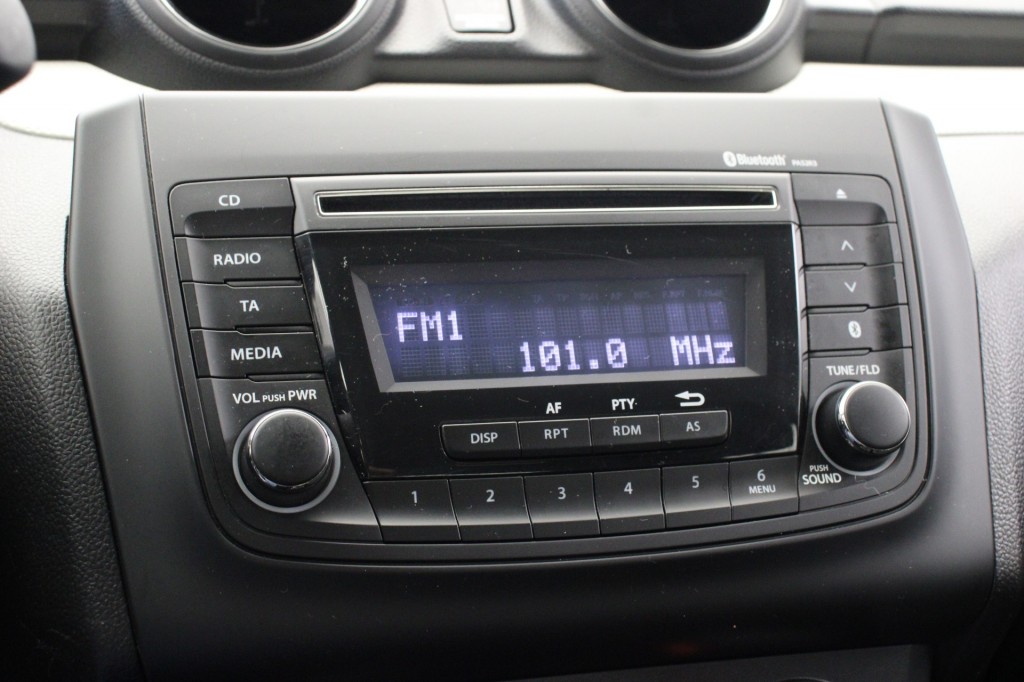 Bluetooth
CD
RADIO
TA
MEDIA
VOL PUSH PWR
FM1
101.0 MHz
TUNE/FLD
AF
PTY
DISP
RPT
RDM
AS
PUSH
SOUND
1
2
3
4
5
6
MENU